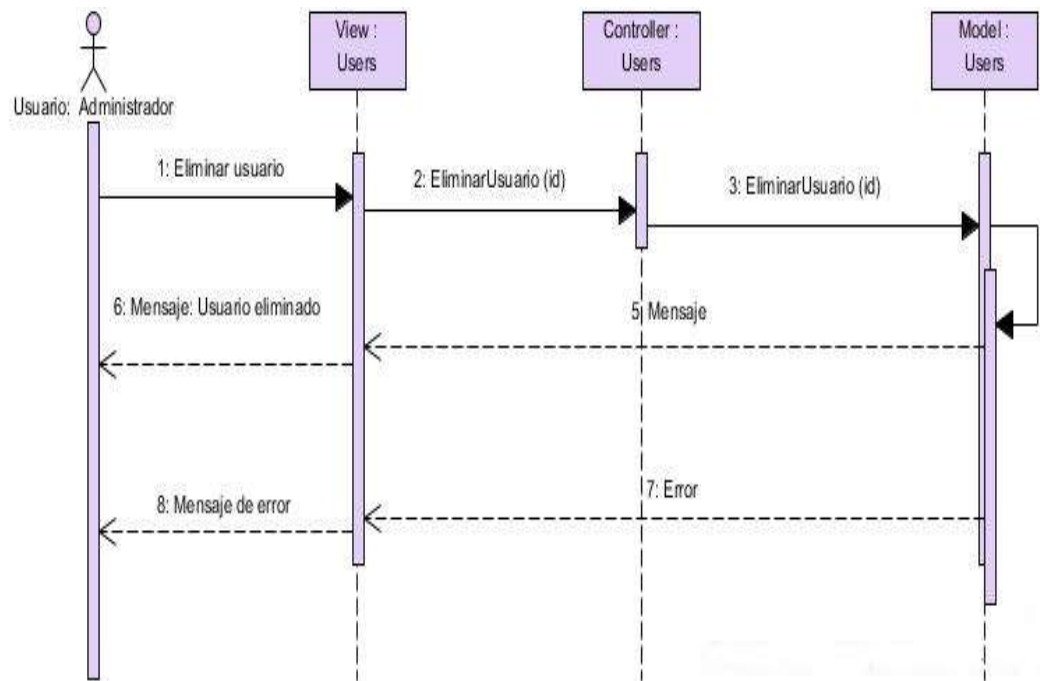 View :
Users
Controller :
Users
Model :
Users
Usuario: Administrador
1: Eliminar usuario
2: EliminarUsuario (id)
3: EliminarUsuario (id)
6: Mensaje: Usuario eliminado
5: Mensaje
8: Mensaje de error
7: Error